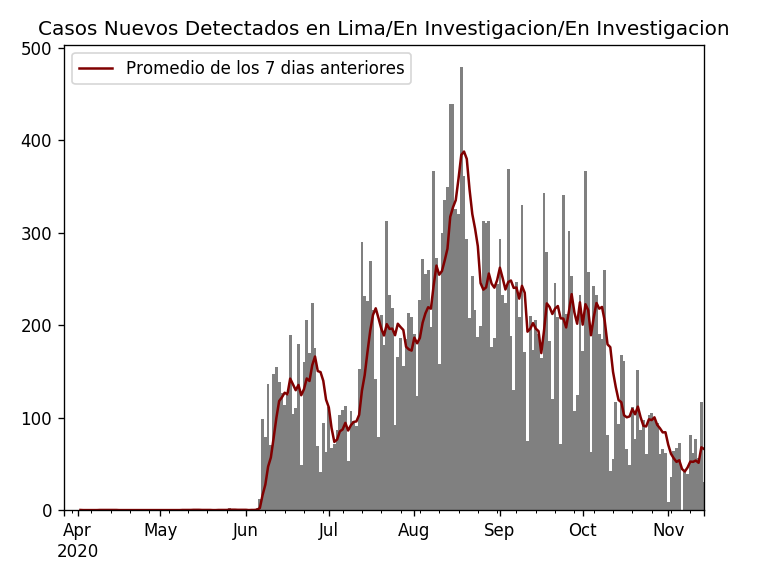 Casos Nuevos Detectados en Lima/En Investigacion/En Investigacion
Promedio de los 7 dias anteriores
500
400
300
200
100
0
Apr May Jun Jul Aug Sep Oct Nov
2020